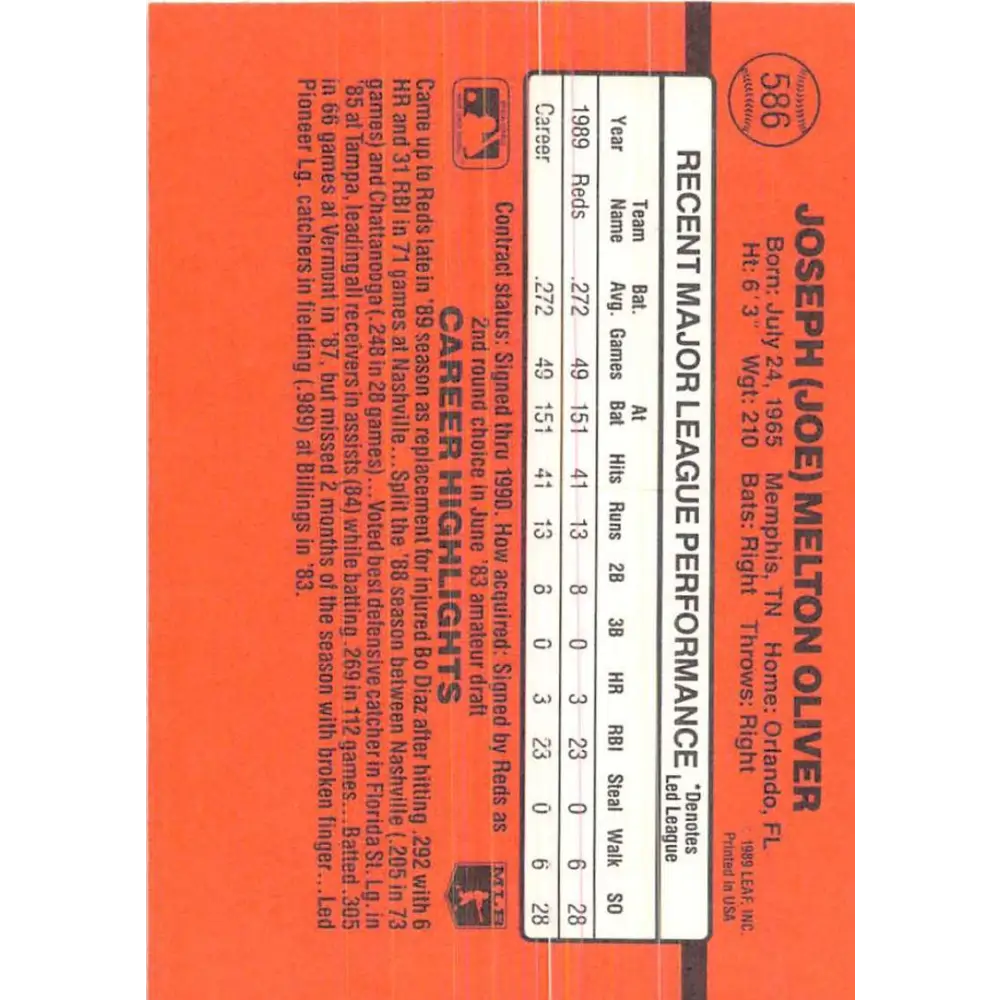 586
JOSEPH (JOE) MELTON OLIVER
Born: July 24, 1965 Memphis, TN Home: Orlando, FL
Ht: 6' 3" Wgt: 210 Bats: Right Throws: Right
© 1989 LEAF, INC.
Printed in USA
RECENT MAJOR LEAGUE PERFORMANCE *Denotes Led League
Year Team Name Bat. Avg. Games At Bat Hits Runs 2B 3B HR RBI Steal Walk SO
1989 Reds .272 49 151 41 13 8 0 3 23 0 6 28
Career .272 49 151 41 13 8 0 3 23 0 6 28
Contract status: Signed thru 1990. How acquired: Signed by Reds as
2nd round choice in June '83 amateur draft
MLB
CAREER HIGHLIGHTS
Came up to Reds late in '89 season as replacement for injured Bo Diaz after hitting .292 with 6
HR and 31 RBI in 71 games at Nashville...Split the '88 season between Nashville (.205 in 73
games) and Chattanooga (.248 in 28 games)...Voted best defensive catcher in Florida St. Lg. in
'85 at Tampa, leading all receivers in assists (84) while batting .269 in 112 games...Batted .305
in 66 games at Vermont in '87, but missed 2 months of the season with broken finger...Led
Pioneer Lg. catchers in fielding (.989) at Billings in '83.